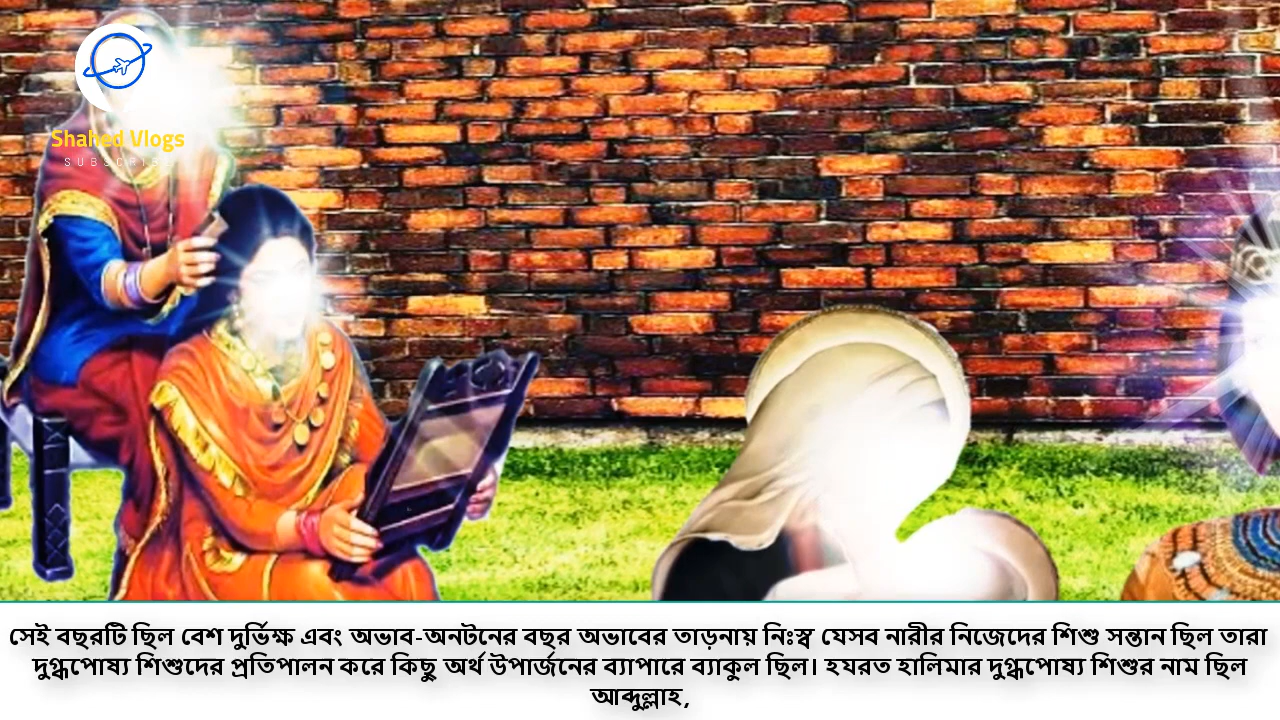 Shahed Vlogs
SUBSCRIBE
সেই বছরটি ছিল বেশ দুর্ভিক্ষ এবং অভাব-অনটনের বছর অভাবের তাড়নায় নিঃস্ব যেসব নারীর নিজেদের শিশু সন্তান ছিল তারা
দুগ্ধপোষ্য শিশুদের প্রতিপালন করে কিছু অর্থ উপার্জনের ব্যাপারে ব্যাকুল ছিল। হযরত হালিমার দুগ্ধপোষ্য শিশুর নাম ছিল
আব্দুল্লাহ,